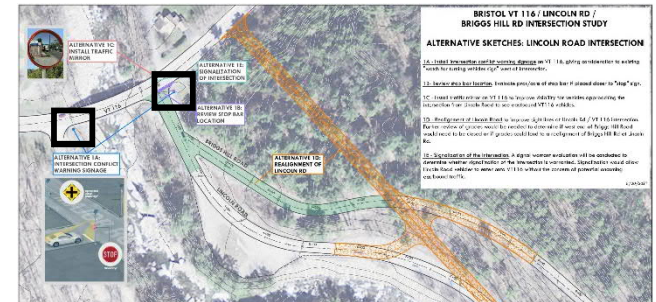 BRISTOL VT 116 / LINCOLN RD /
BRIGGS HILL RD INTERSECTION STUDY
ALTERNATIVE SKETCHES: LINCOLN ROAD INTERSECTION
1A - Install intersection conflict warning signage on VT 116, giving consideration to existing
"watch for turning vehicles sign" west of intersection.
1B - Review stop bar location. Evaluate pros/cons of stop bar if placed closer to "stop" sign.
1C - Install traffic mirror on VT 116 to improve visibility for vehicles approaching the
intersection from Lincoln Road to see eastbound VT116 vehicles.
1D - Realignment of Lincoln Road to improve sight lines at Lincoln Rd / VT 116 intersection.
Further review of grades would be needed to determine if west end of Briggs Hill Road
would need to be closed or if grades could lead to a realignment of Briggs Hill Rd at Lincoln
Rd.
1E - Signalization of the intersection. A signal warrant evaluation will be conducted to
determine whether signalization of the intersection is warranted. Signalization would allow
Lincoln Road vehicles to enter onto VT116 without the concern of potential oncoming
eastbound traffic.
ALTERNATIVE 1C:
INSTALL TRAFFIC
MIRROR
ALTERNATIVE 1E:
SIGNALIZATION
OF INTERSECTION
ALTERNATIVE 1B:
REVIEW STOP BAR
LOCATION
VT 116
ALTERNATIVE 1A:
INTERSECTION CONFLICT
WARNING SIGNAGE
BRIGGS HILL ROAD
ALTERNATIVE 1D:
REALIGNMENT OF
LINCOLN RD
LINCOLN ROAD
STOP